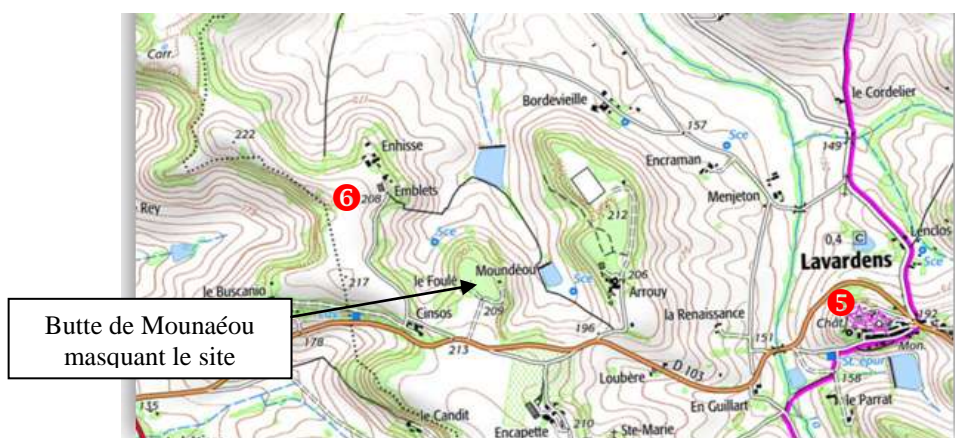 Carr.
222
Bordevieille
le Cordelier
157
Sce
149
Enhisse
Encraman
Emblets
6
208
Menjeton
Rey
Sce
212
0,4 C
Lenclos
Sce
Lavardens
le Foulé
Moundéou
Sce
206
217
le Buscanio
Arrouy
5
Cinsos
209
Chât.
192
la Renaissance
196
Mon.
178
213
151
St. épur.
D 103
Loubère
158
En Guillart
le Parrat
115
le Candit
Encapette
210
Ste-Marie
Butte de Mounaéou
masquant le site